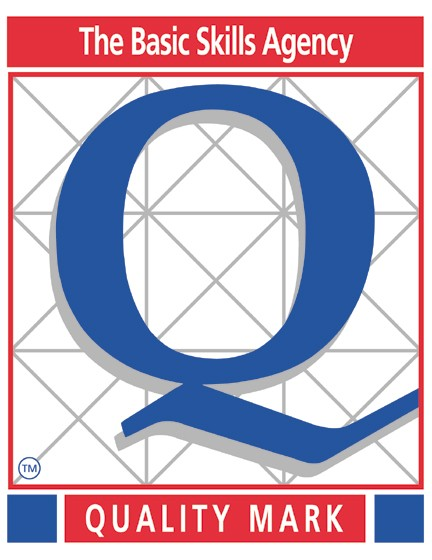 The Basic Skills Agency
Q
TM
QUALITY MARK